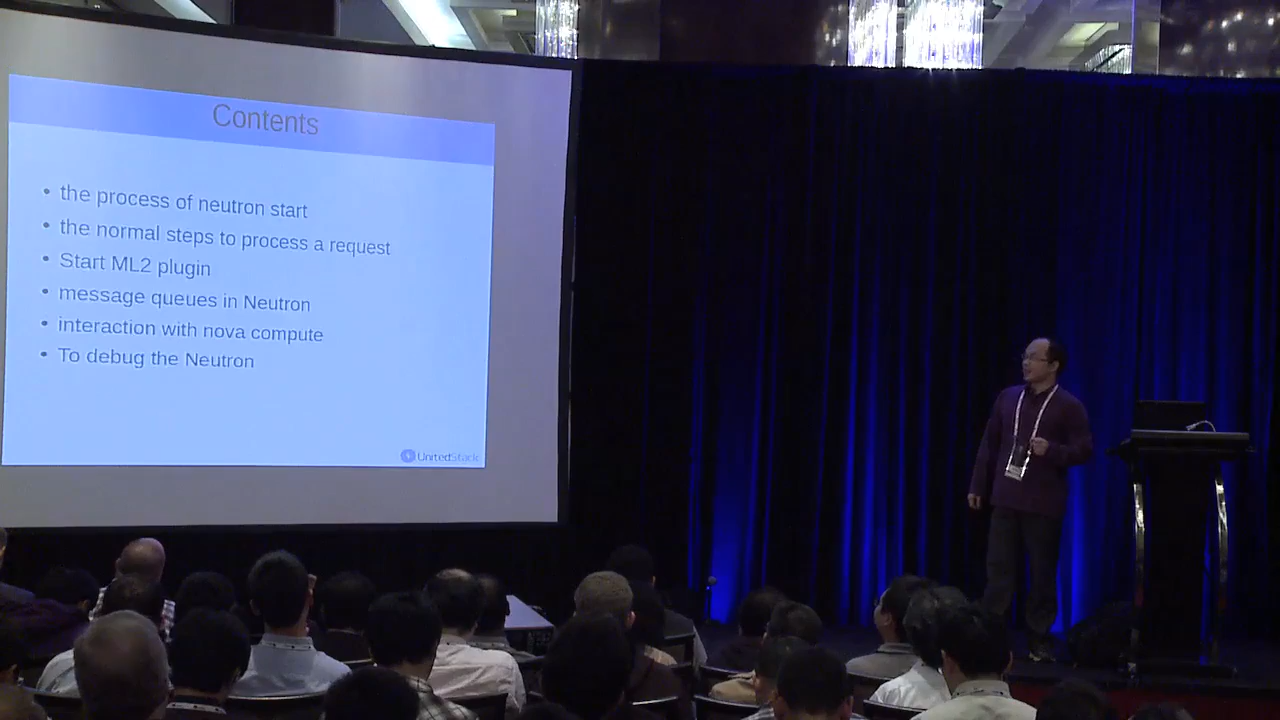 Contents
• the process of neutron start
• the normal steps to process a request
• Start ML2 plugin
• message queues in Neutron
• interaction with nova compute
• To debug the Neutron
UnitedStack